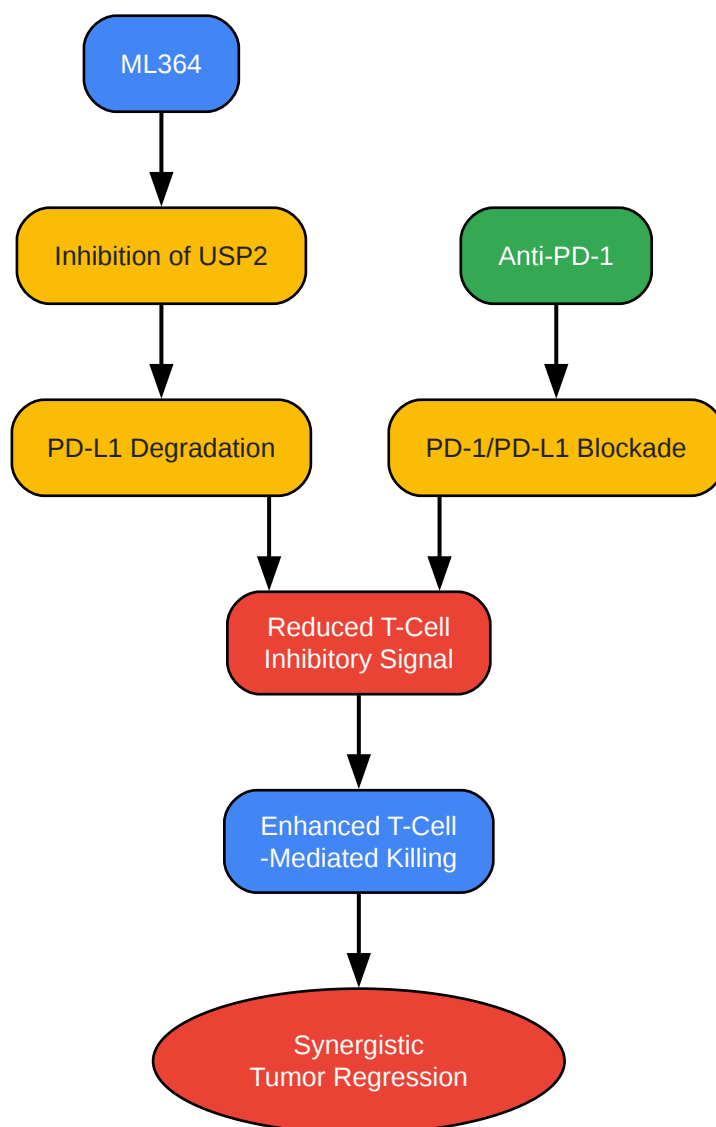 ML364
Inhibition of USP2
Anti-PD-1
PD-L1 Degradation
PD-1/PD-L1 Blockade
Reduced T-Cell
Inhibitory Signal
Enhanced T-Cell
-Mediated Killing
Synergistic
Tumor Regression